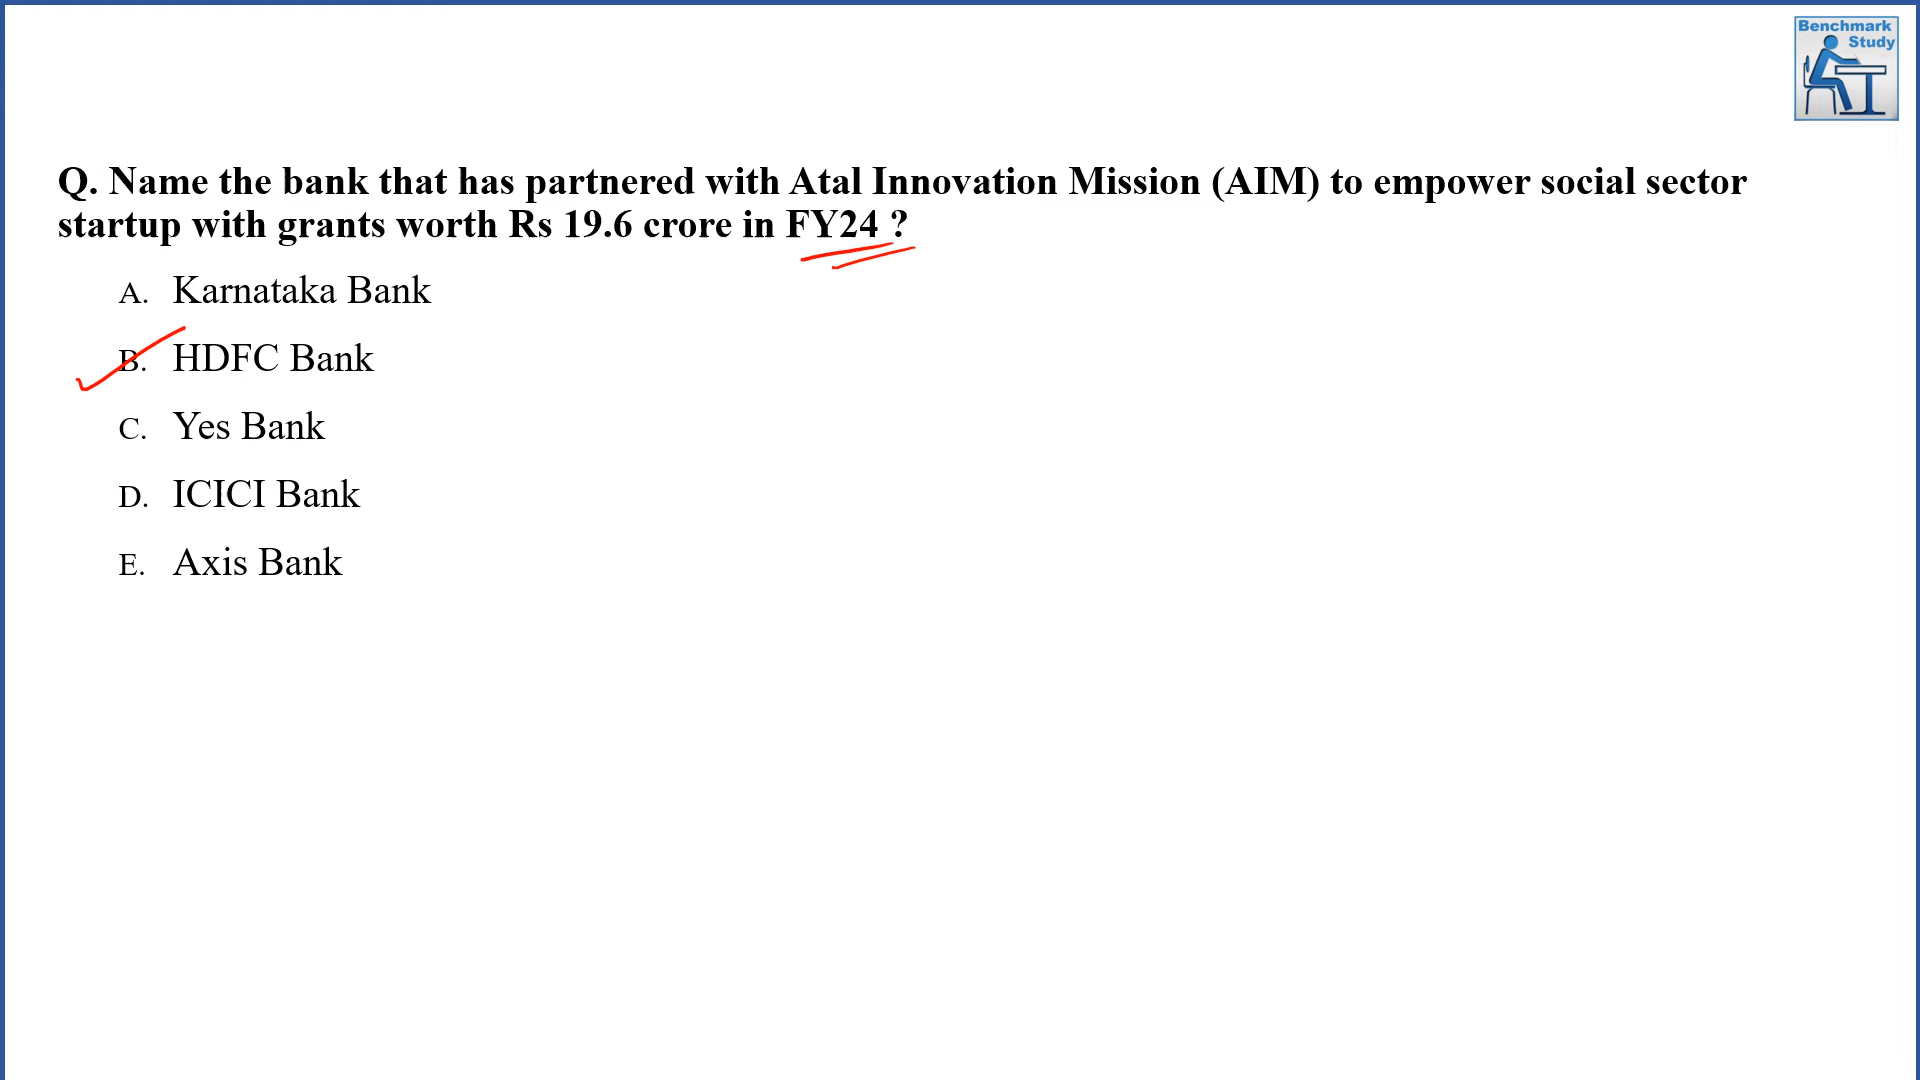 Benchmark
Study
Q. Name the bank that has partnered with Atal Innovation Mission (AIM) to empower social sector
startup with grants worth Rs 19.6 crore in FY24 ?
A. Karnataka Bank
B. HDFC Bank
C. Yes Bank
D. ICICI Bank
E. Axis Bank